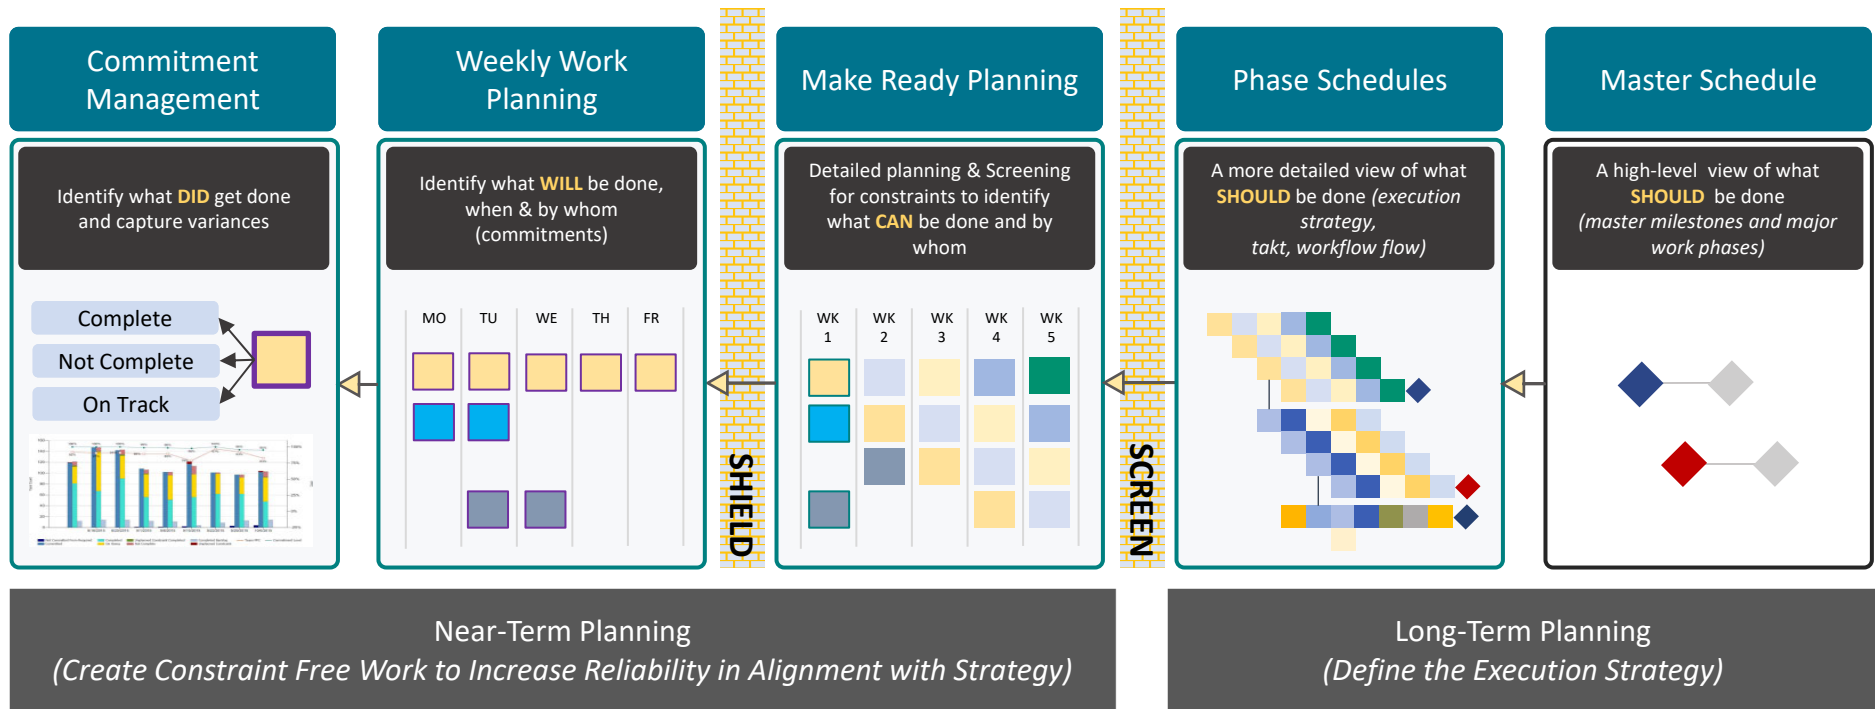 Commitment
Management
Weekly Work
Planning
Make Ready Planning
Phase Schedules
Master Schedule
Identify what DID get done
and capture variances
Identify what WILL be done,
when & by whom
(commitments)
Detailed planning & Screening
for constraints to identify
what CAN be done and by
whom
A more detailed view of what
SHOULD be done (execution
strategy,
takt, workflow flow)
A high-level view of what
SHOULD be done
(master milestones and major
work phases)
Complete
Not Complete
On Track
MO TU WE TH FR
WK WK WK WK WK
1 2 3 4 5
SHIELD
SCREEN
Near-Term Planning
(Create Constraint Free Work to Increase Reliability in Alignment with Strategy)
Long-Term Planning
(Define the Execution Strategy)